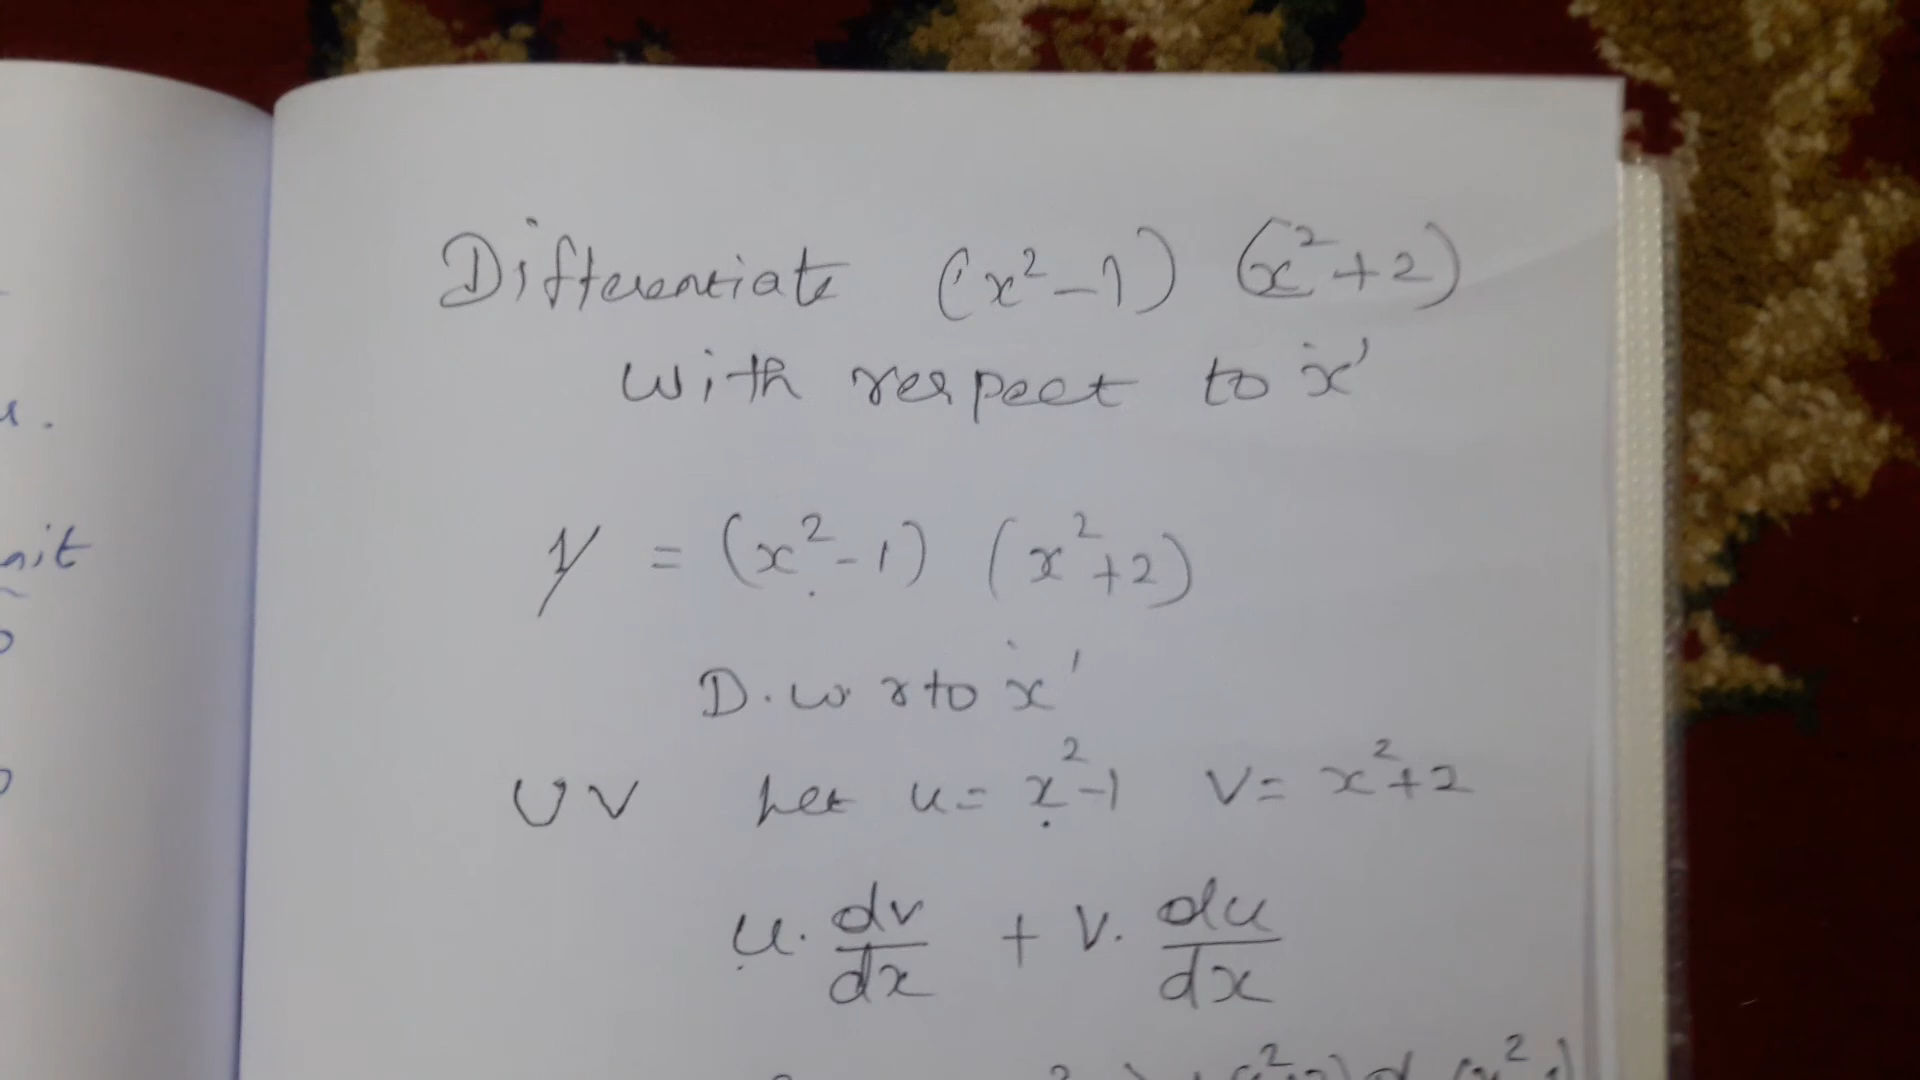 Differentiate (x²-1) (x²+2)
with respect to 'x'
y = (x²-1) (x²+2)
D.w r to 'x'
UV Let u= x²-1 V= x²+2
u. dv/dx + V. du/dx